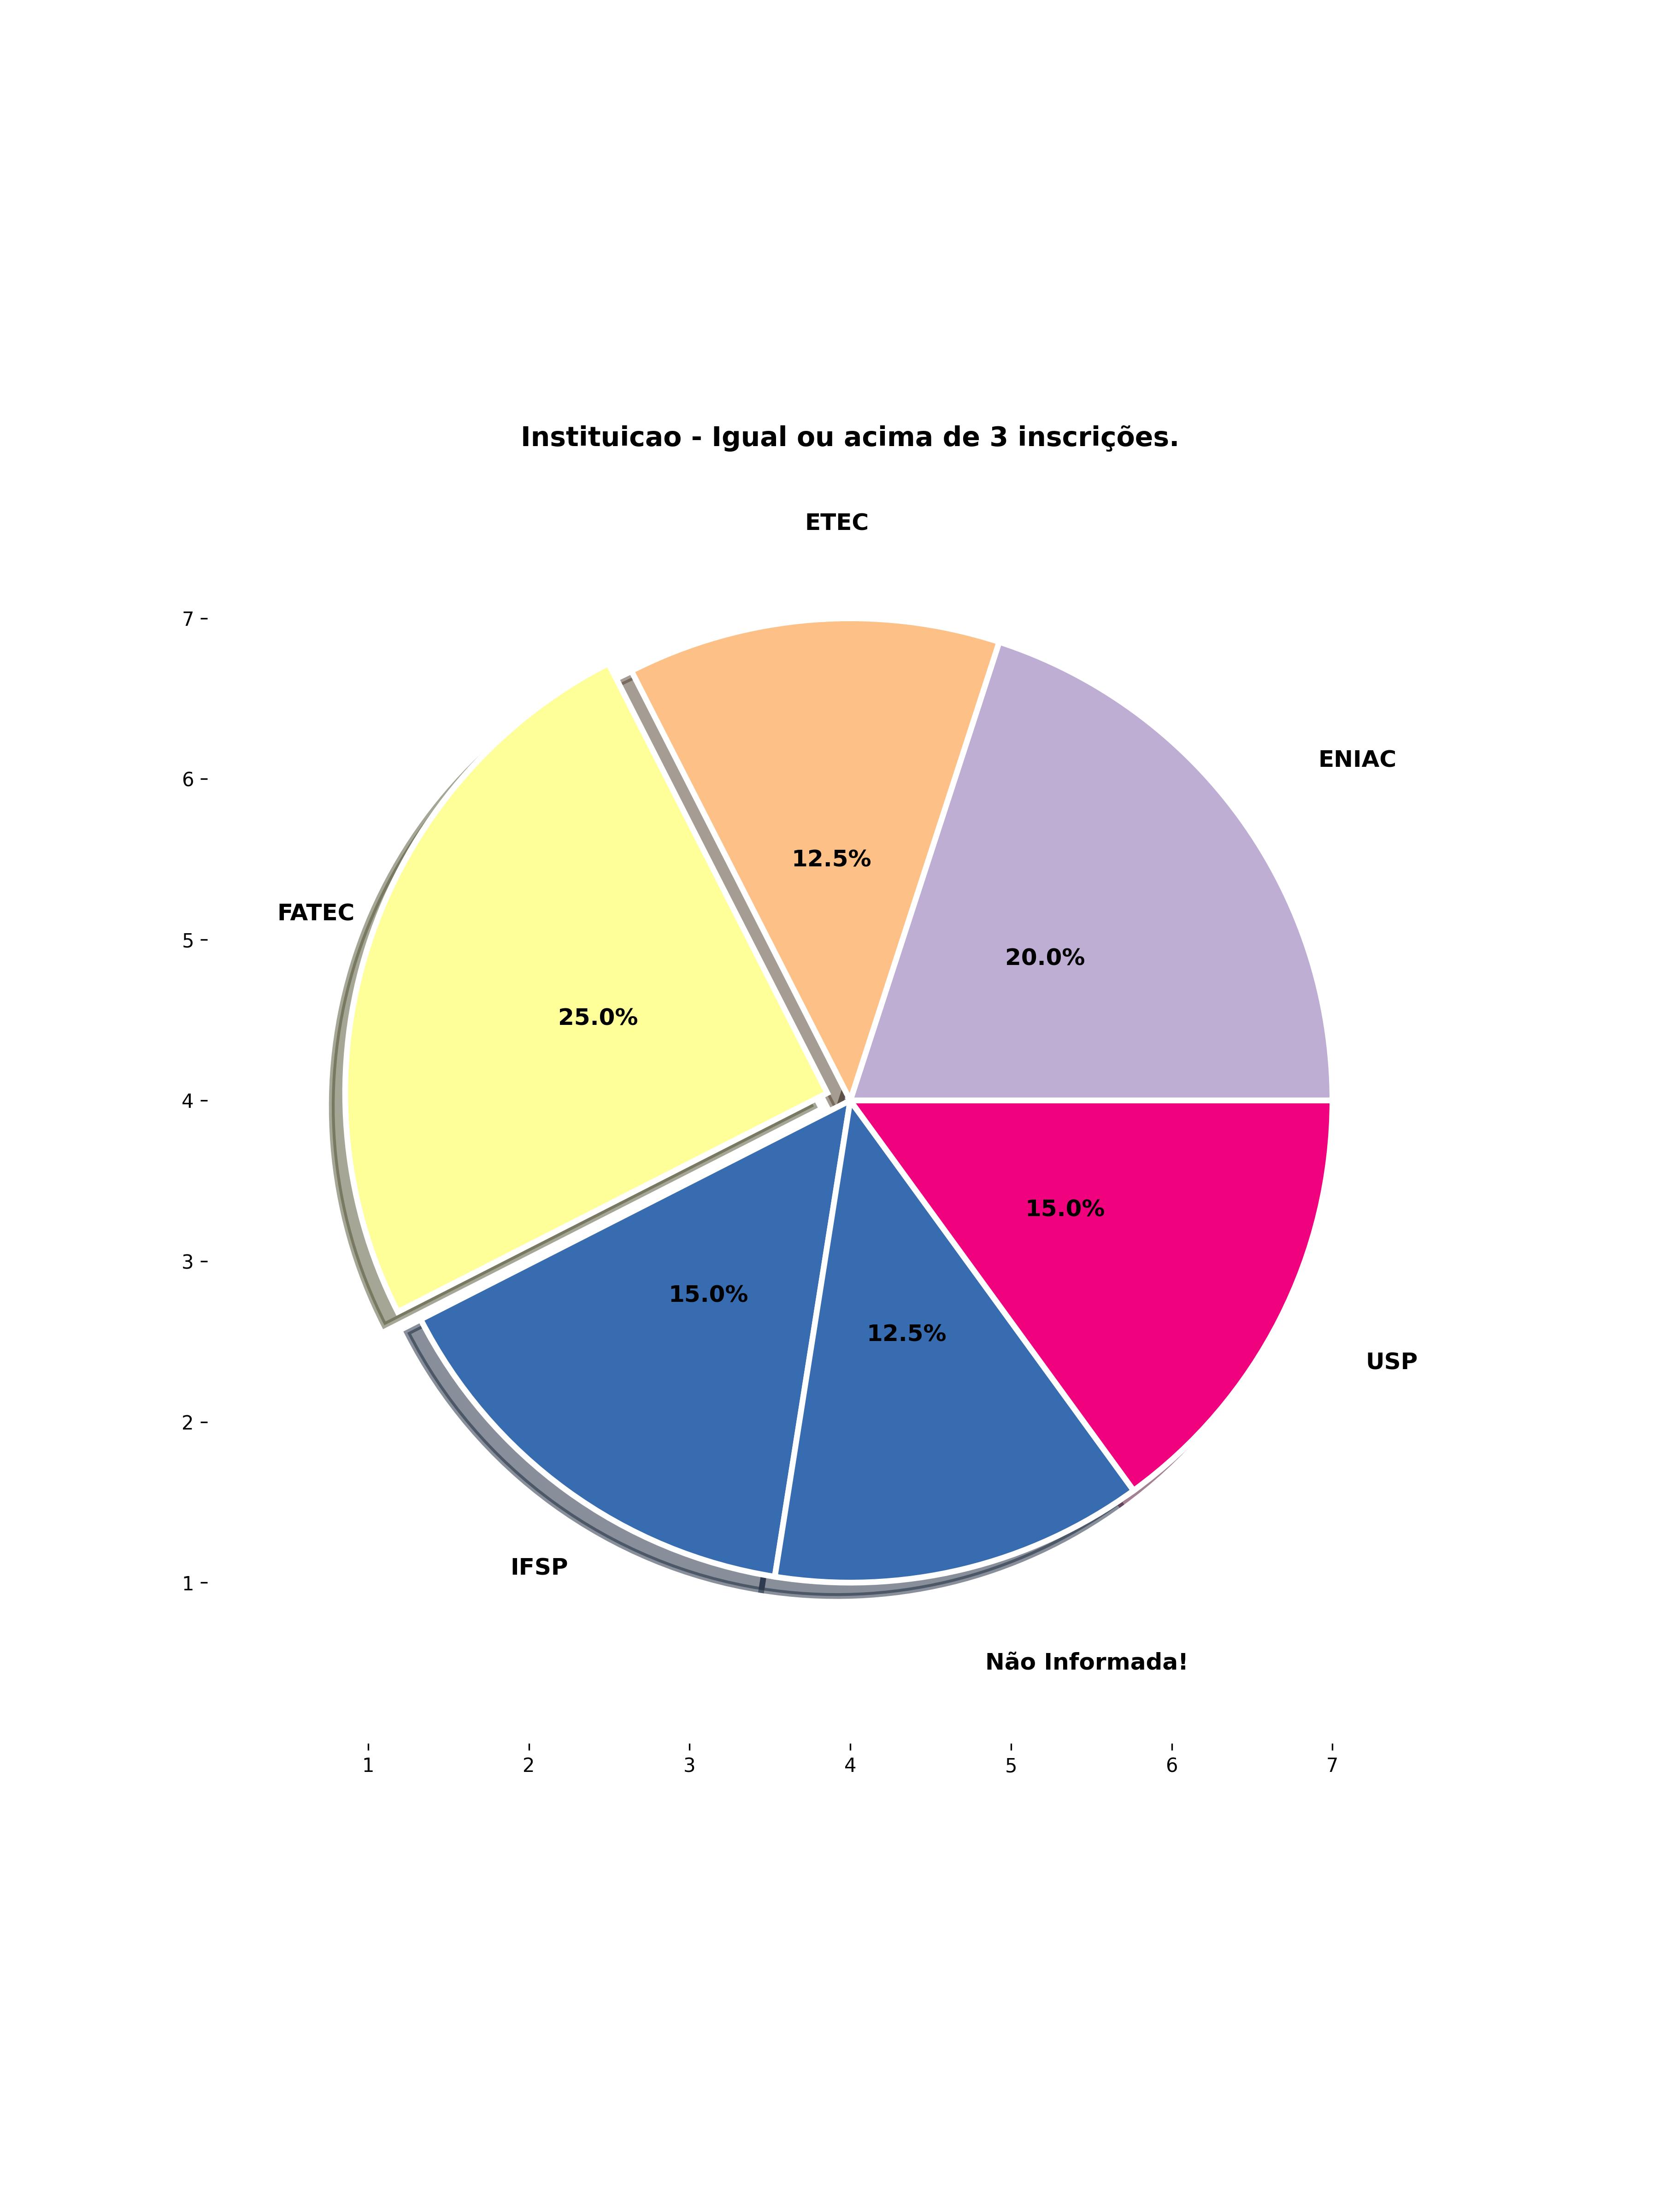 Instituicao - Igual ou acima de 3 inscrições.
ETEC
7
ENIAC
6
12.5%
FATEC
5
20.0%
25.0%
4
15.0%
3
15.0%
12.5%
USP
2
IFSP
1
Não Informada!
1 2 3 4 5 6 7